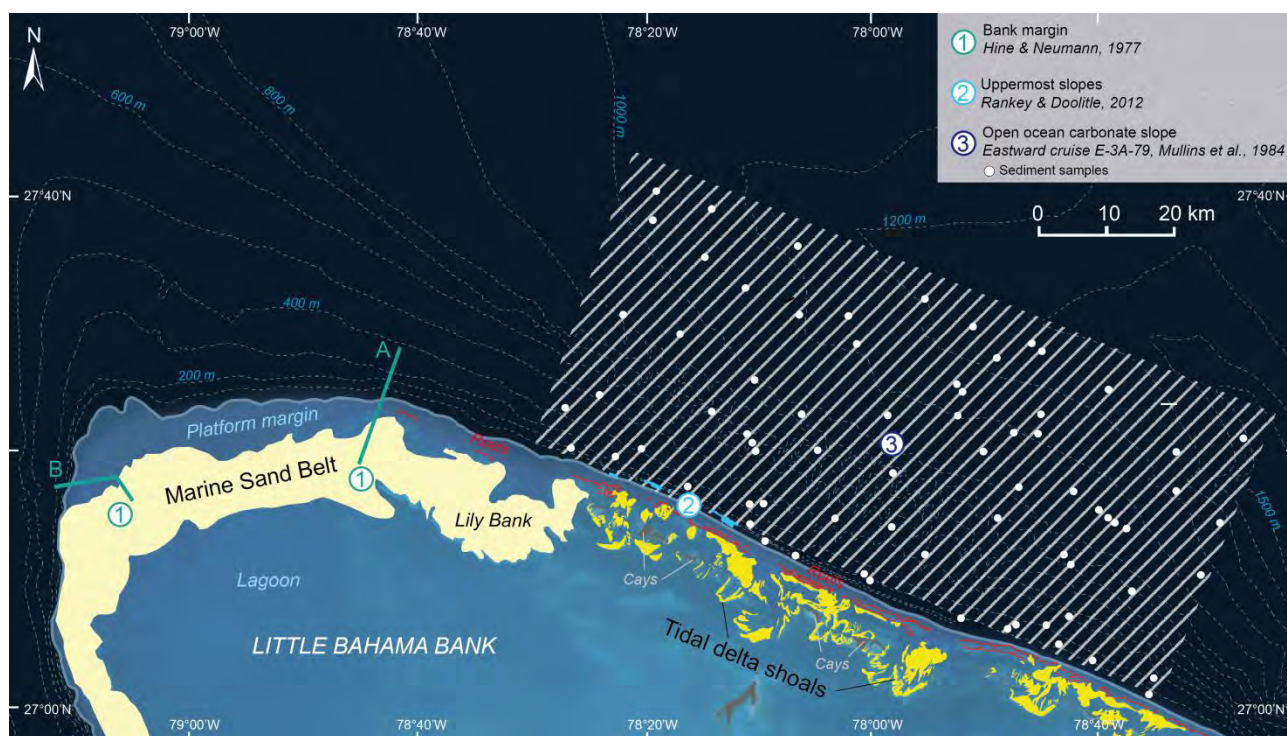 N
79°00'W
78°40'W
78°20'W
78°00'W
1
Bank margin
Hine & Neumann, 1977
2
Uppermost slopes
Rankey & Doolitle, 2012
3
Open ocean carbonate slope
Eastward cruise E-3A-79, Mullins et al., 1984
Sediment samples
600 m
800 m
1000 m
27°40'N
27°40'N
1200 m
0 10 20 km
400 m
200 m
A
Platform margin
Reefs
3
B
Marine Sand Belt
1
1
Lily Bank
2
1500 m
Lagoon
Cays
Reefs
LITTLE BAHAMA BANK
Tidal delta shoals
Cays
27°00'N
27°00'N
79°00'W
78°40'W
78°20'W
78°00'W
78°40'W